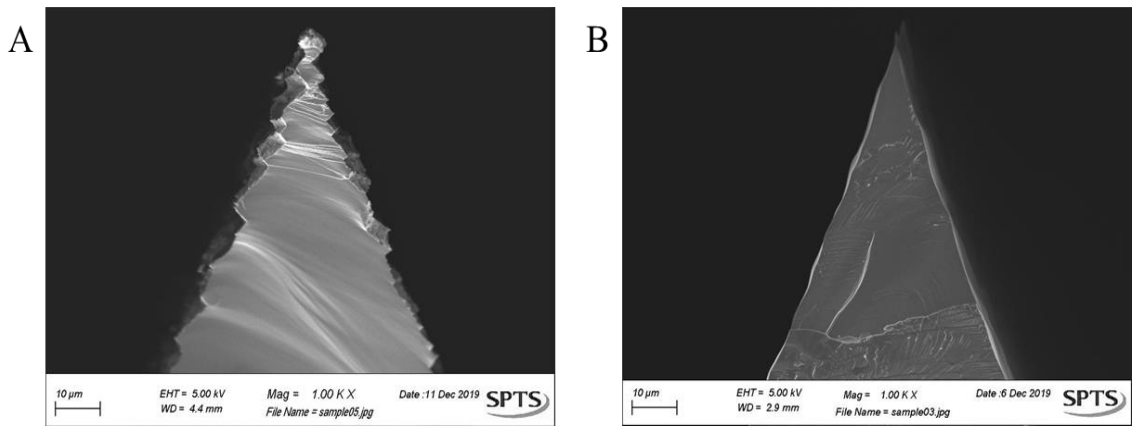 A
B
10 µm
EHT = 5.00 kV
WD = 4.4 mm
Mag = 1.00 K X
File Name = sample05.jpg
Date :11 Dec 2019
SPTS
10 µm
EHT = 5.00 kV
WD = 2.9 mm
Mag = 1.00 K X
File Name = sample03.jpg
Date :6 Dec 2019
SPTS